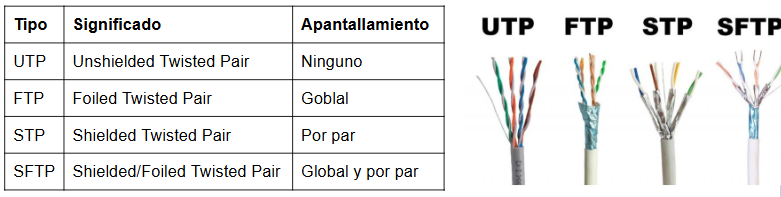 Tipo Significado Apantallamiento
UTP Unshielded Twisted Pair Ninguno
FTP Foiled Twisted Pair Goblal
STP Shielded Twisted Pair Por par
SFTP Shielded/Foiled Twisted Pair Global y por par
UTP FTP STP SFTP